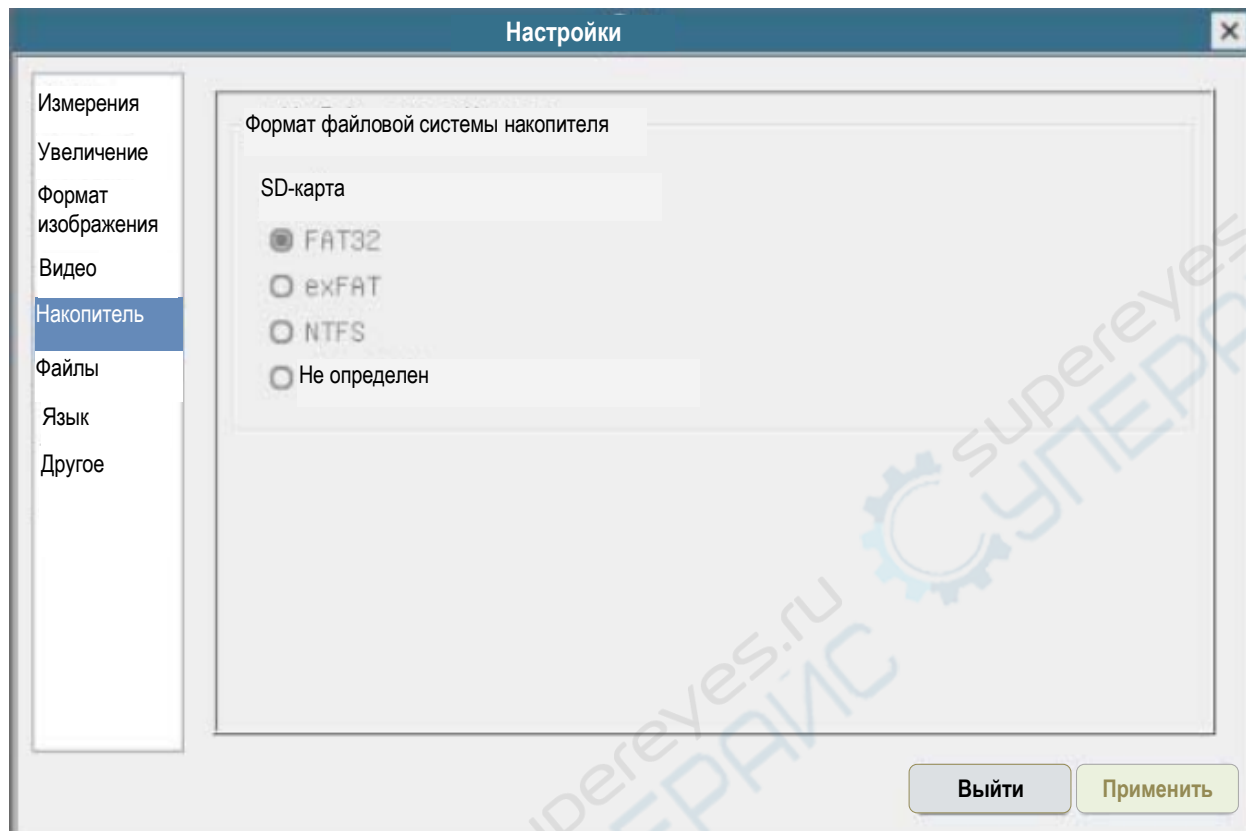 Настройки
Измерения
Увеличение
Формат
изображения
Видео
Накопитель
Файлы
Язык
Другое
Формат файловой системы накопителя
SD-карта
FAT32
exFAT
NTFS
Не определен
Выйти
Применить
supereyes.ru
СУПЕРАЙС